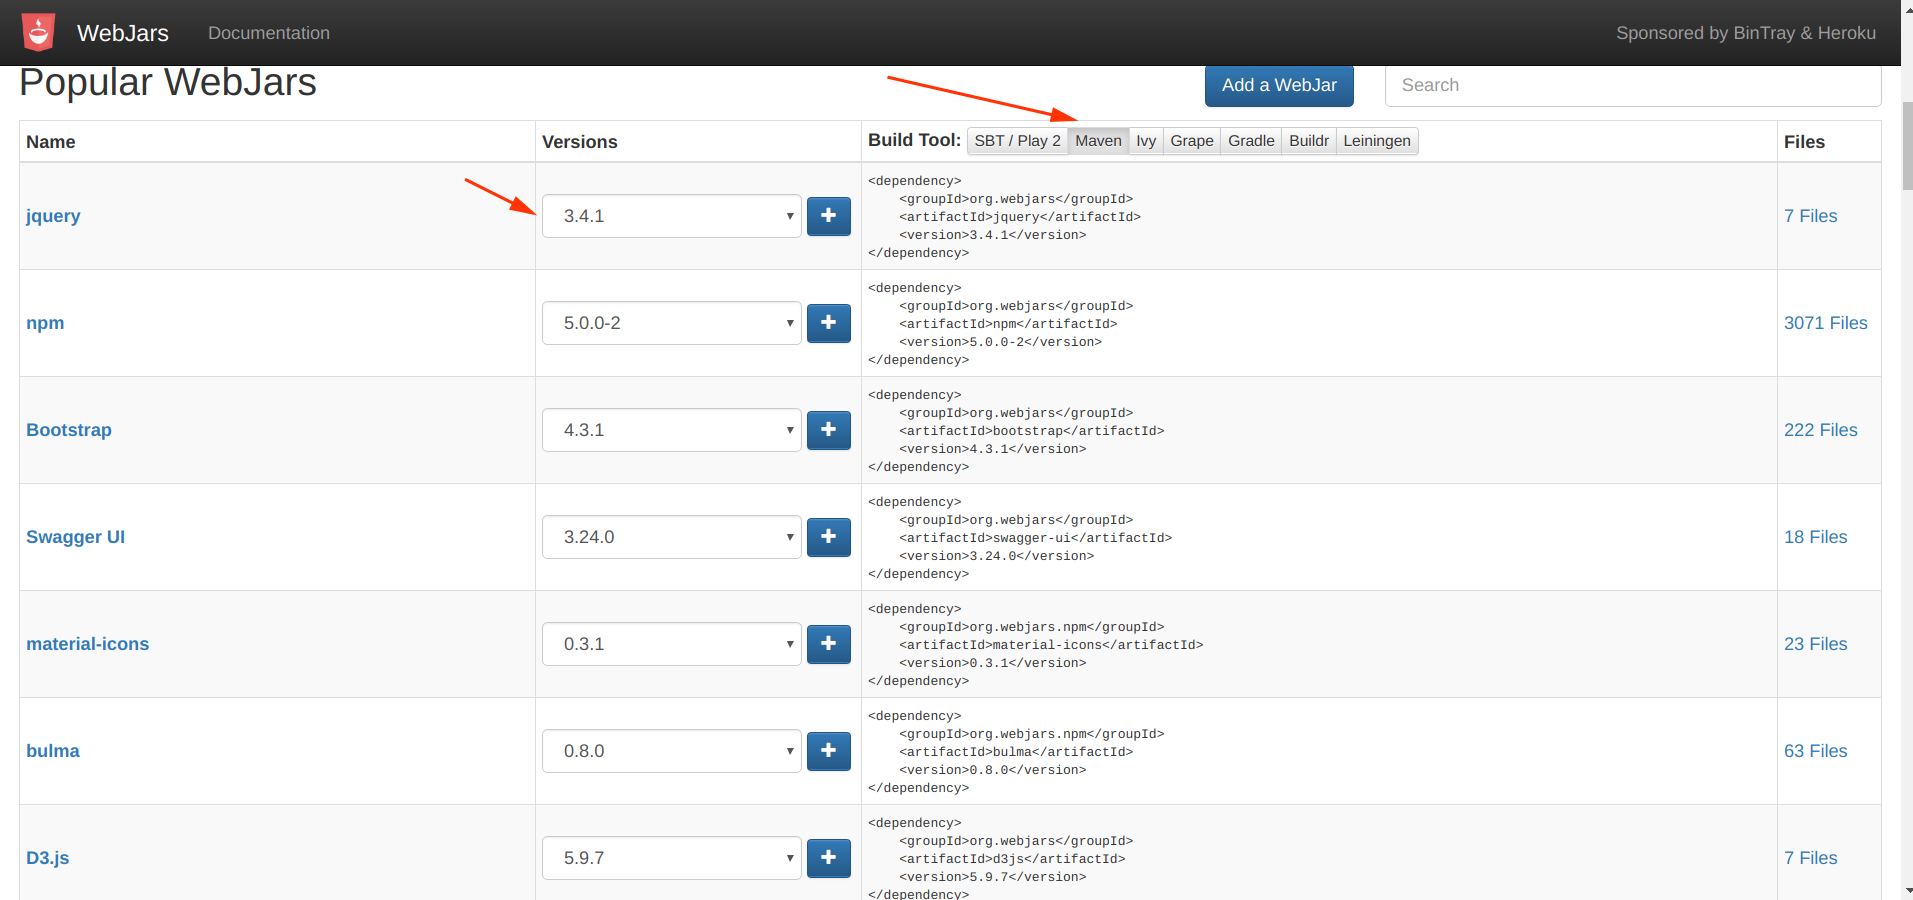 WebJars Documentation Sponsored by BinTray & Heroku
Popular WebJars Add a WebJar Search
Name Versions Build Tool: SBT / Play 2 Maven Ivy Grape Gradle Buildr Leiningen Files
<dependency>
<groupId>org.webjars</groupId>
jquery 3.4.1 <artifactId>jquery</artifactId> 7 Files
<version>3.4.1</version>
</dependency>
<dependency>
<groupId>org.webjars</groupId>
npm 5.0.0-2 <artifactId>npm</artifactId> 3071 Files
<version>5.0.0-2</version>
</dependency>
<dependency>
<groupId>org.webjars</groupId>
Bootstrap 4.3.1 <artifactId>bootstrap</artifactId> 222 Files
<version>4.3.1</version>
</dependency>
<dependency>
<groupId>org.webjars</groupId>
Swagger UI 3.24.0 <artifactId>swagger-ui</artifactId> 18 Files
<version>3.24.0</version>
</dependency>
<dependency>
<groupId>org.webjars.npm</groupId>
material-icons 0.3.1 <artifactId>material-icons</artifactId> 23 Files
<version>0.3.1</version>
</dependency>
<dependency>
<groupId>org.webjars.npm</groupId>
bulma 0.8.0 <artifactId>bulma</artifactId> 63 Files
<version>0.8.0</version>
</dependency>
<dependency>
<groupId>org.webjars</groupId>
D3.js 5.9.7 <artifactId>d3js</artifactId> 7 Files
<version>5.9.7</version>
</dependency>